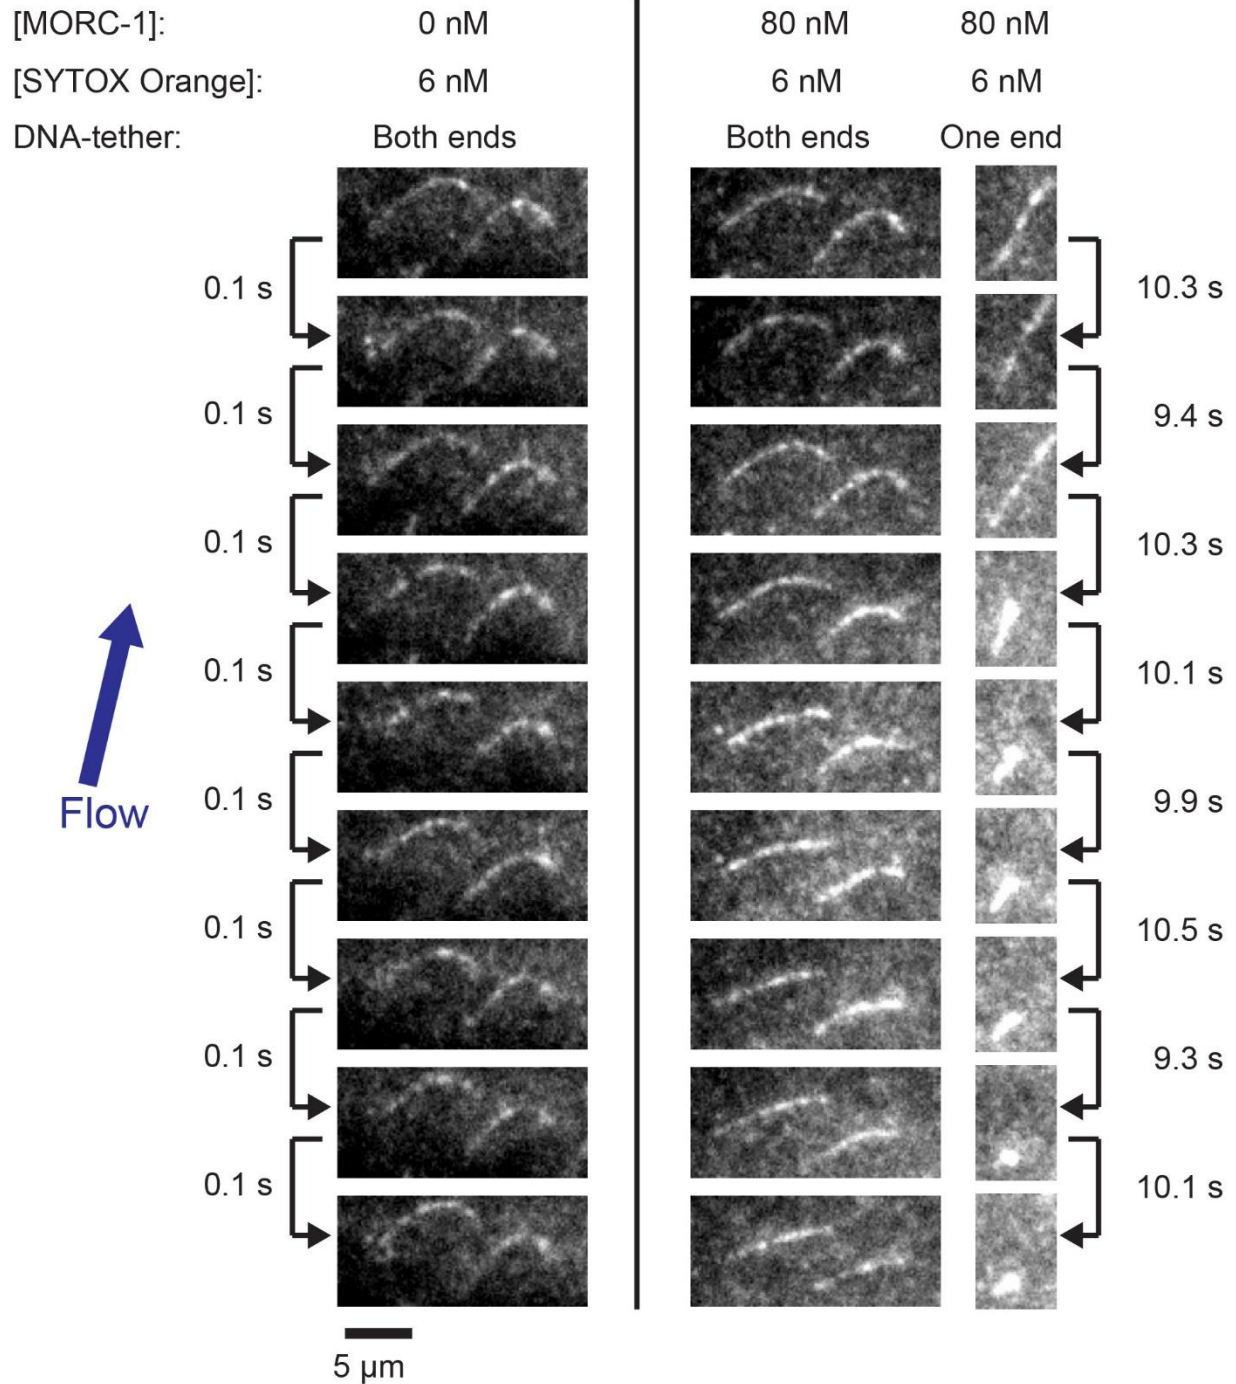 [MORC-1]: 0 nM 80 nM 80 nM
[SYTOX Orange]: 6 nM 6 nM 6 nM
DNA-tether: Both ends Both ends One end
0.1 s 10.3 s
0.1 s 9.4 s
0.1 s 10.3 s
0.1 s 10.1 s
0.1 s 9.9 s
Flow
0.1 s 10.5 s
0.1 s 9.3 s
0.1 s 10.1 s
5 µm